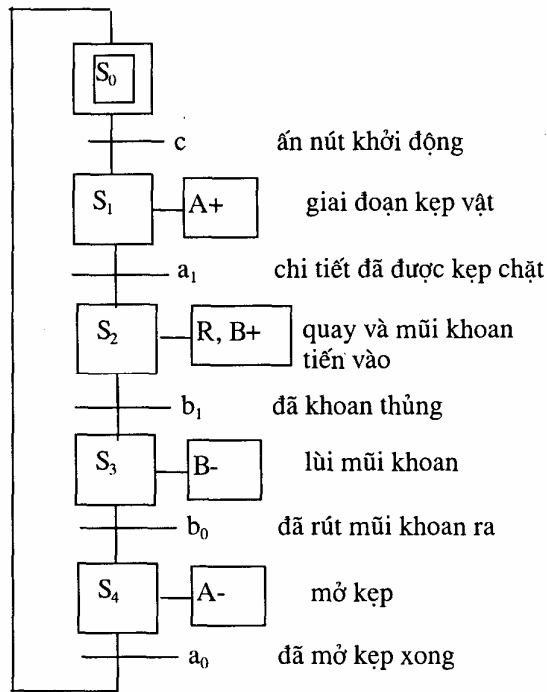 S₀
c ấn nút khởi động
S₁ A+ giai đoạn kẹp vật
a₁ chi tiết đã được kẹp chặt
S₂ R, B+ quay và mũi khoan
tiến vào
b₁ đã khoan thủng
S₃ B- lùi mũi khoan
b₀ đã rút mũi khoan ra
S₄ A- mở kẹp
a₀ đã mở kẹp xong